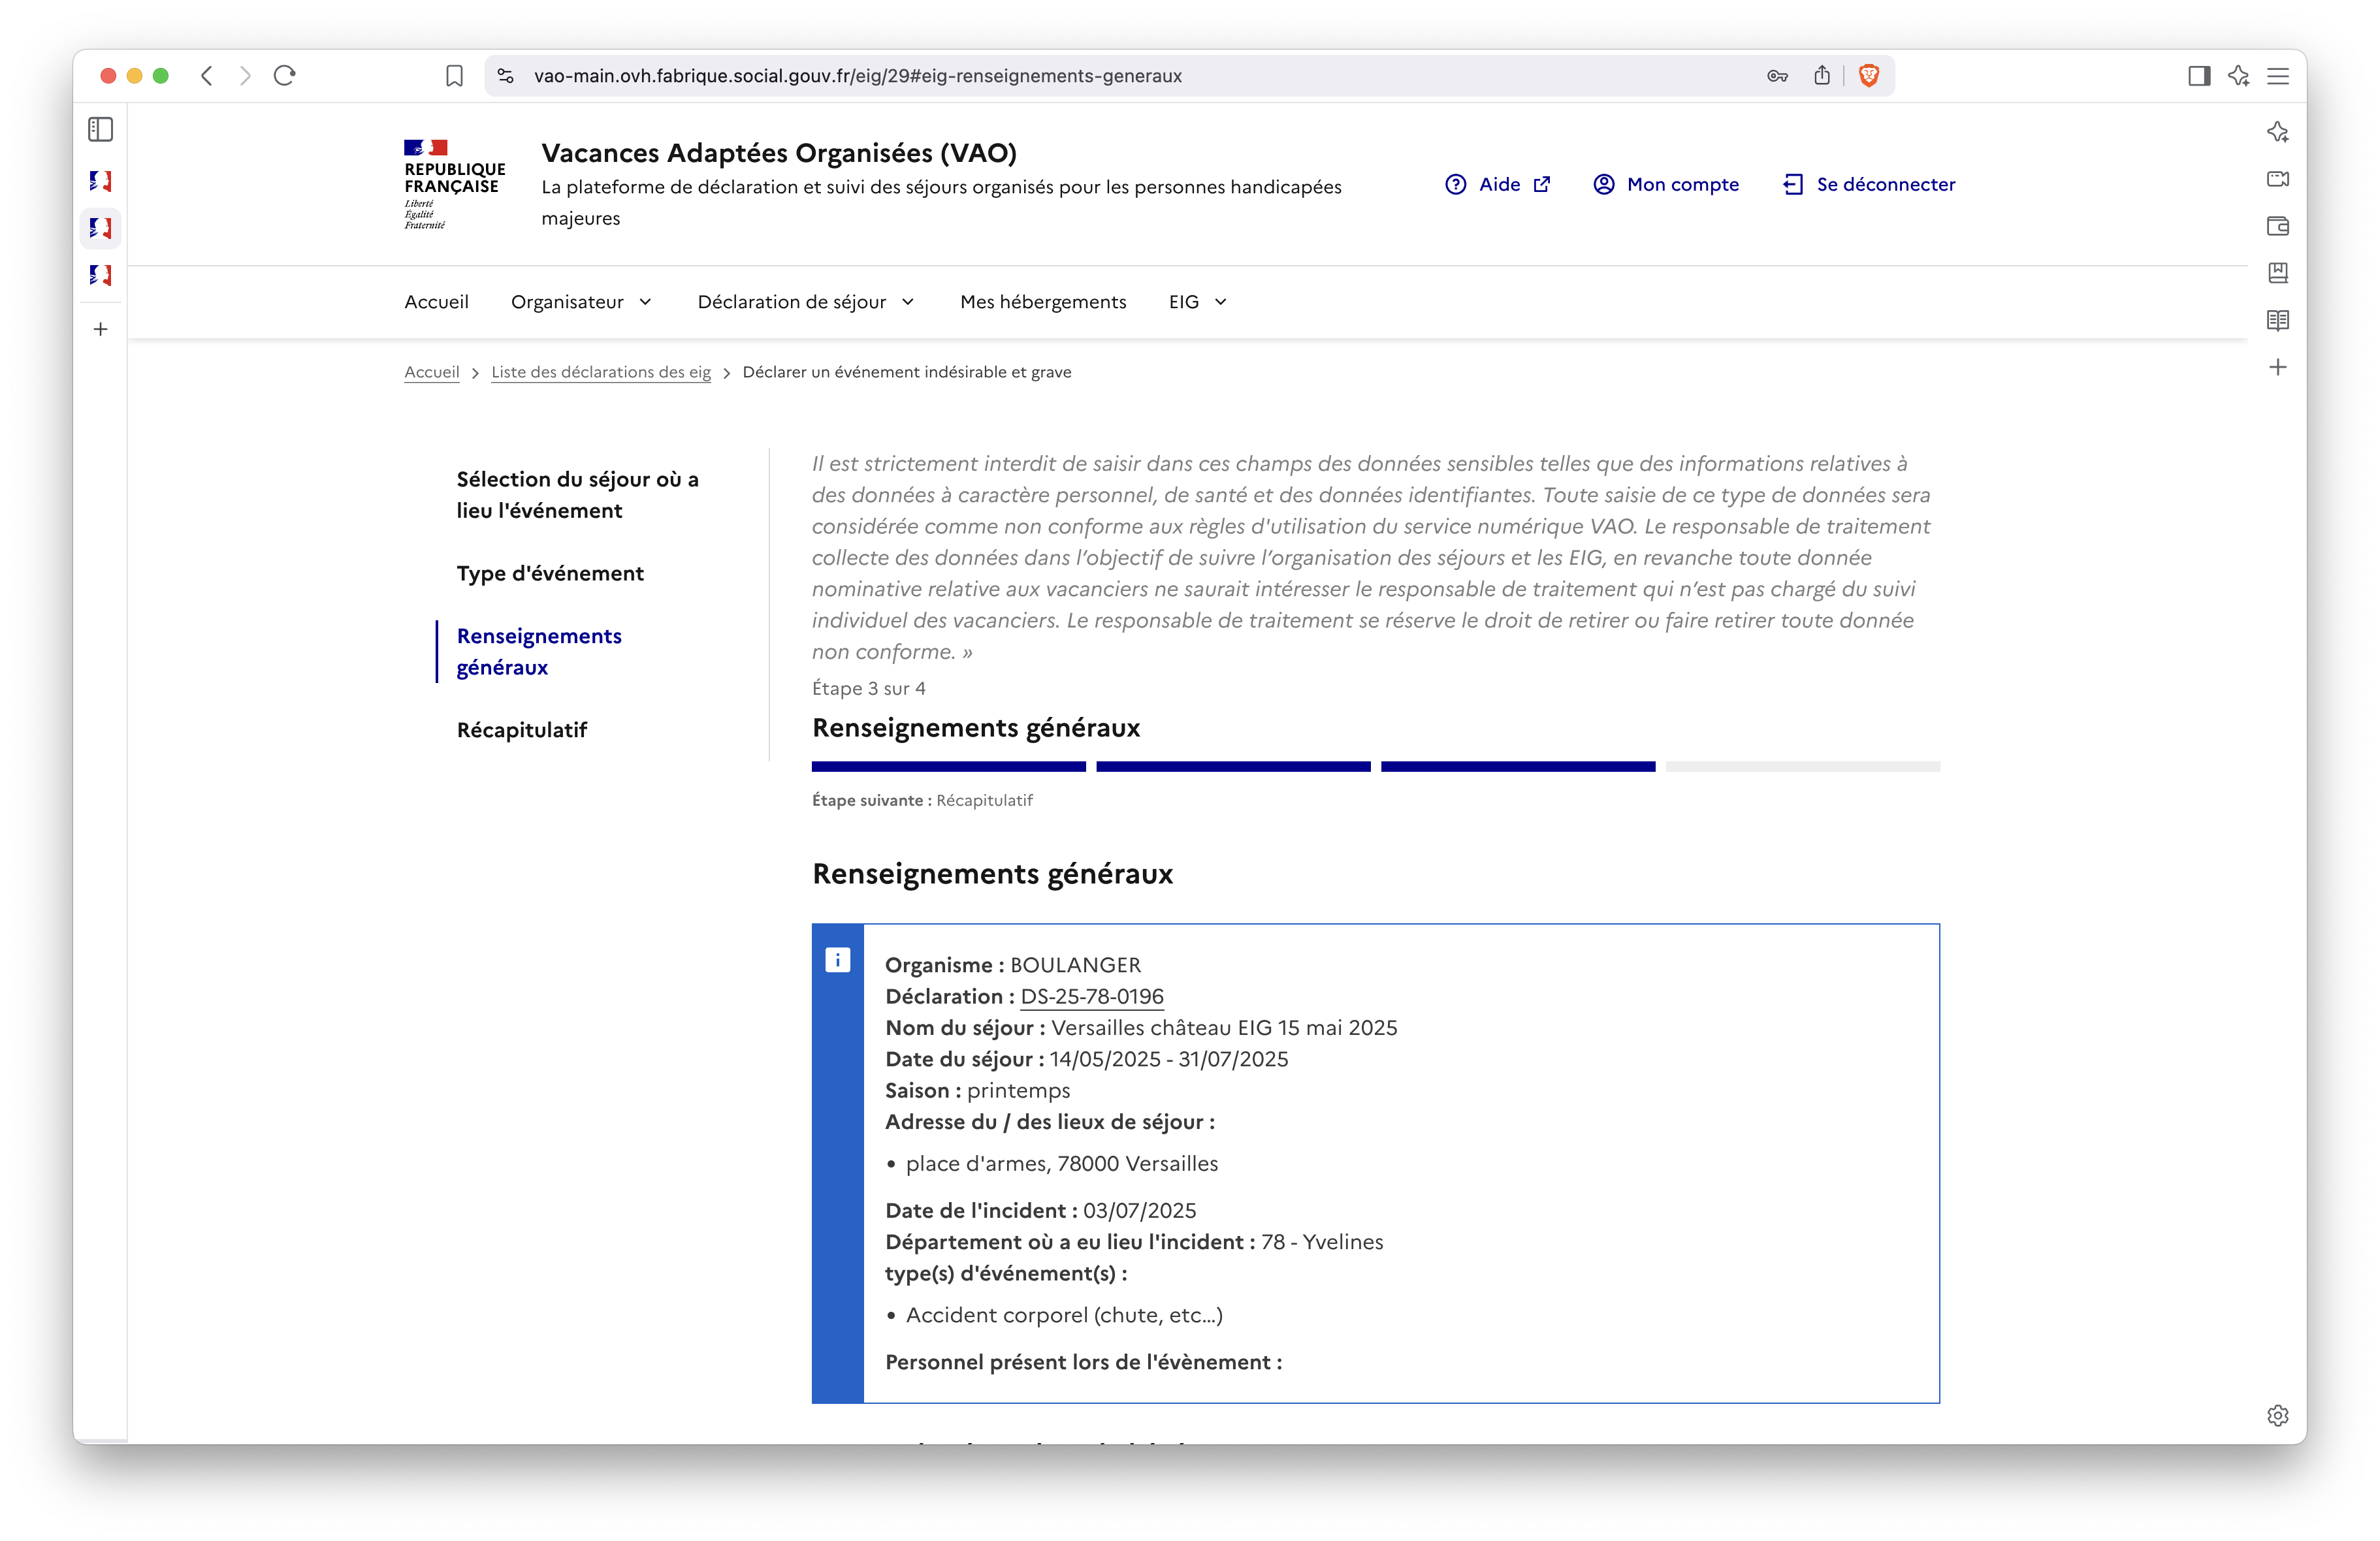 vao-main.ovh.fabrique.social.gouv.fr/eig/29#eig-renseignements-generaux
REPUBLIQUE
FRANÇAISE
Liberté
Égalité
Fraternité
Vacances Adaptées Organisées (VAO)
La plateforme de déclaration et suivi des séjours organisés pour les personnes handicapées
majeures
Aide
Mon compte
Se déconnecter
Accueil
Organisateur
Déclaration de séjour
Mes hébergements
EIG
Accueil > Liste des déclarations des eig > Déclarer un événement indésirable et grave
Sélection du séjour où a
lieu l'événement
Type d'événement
Renseignements
généraux
Récapitulatif
Il est strictement interdit de saisir dans ces champs des données sensibles telles que des informations relatives à
des données à caractère personnel, de santé et des données identifiantes. Toute saisie de ce type de données sera
considérée comme non conforme aux règles d'utilisation du service numérique VAO. Le responsable de traitement
collecte des données dans l’objectif de suivre l’organisation des séjours et les EIG, en revanche toute donnée
nominative relative aux vacanciers ne saurait intéresser le responsable de traitement qui n’est pas chargé du suivi
individuel des vacanciers. Le responsable de traitement se réserve le droit de retirer ou faire retirer toute donnée
non conforme. »
Étape 3 sur 4
Renseignements généraux
Étape suivante : Récapitulatif
Renseignements généraux
Organisme : BOULANGER
Déclaration : DS-25-78-0196
Nom du séjour : Versailles château EIG 15 mai 2025
Date du séjour : 14/05/2025 - 31/07/2025
Saison : printemps
Adresse du / des lieux de séjour :
• place d'armes, 78000 Versailles
Date de l'incident : 03/07/2025
Département où a eu lieu l'incident : 78 - Yvelines
type(s) d'événement(s) :
• Accident corporel (chute, etc...)
Personnel présent lors de l'évènement :